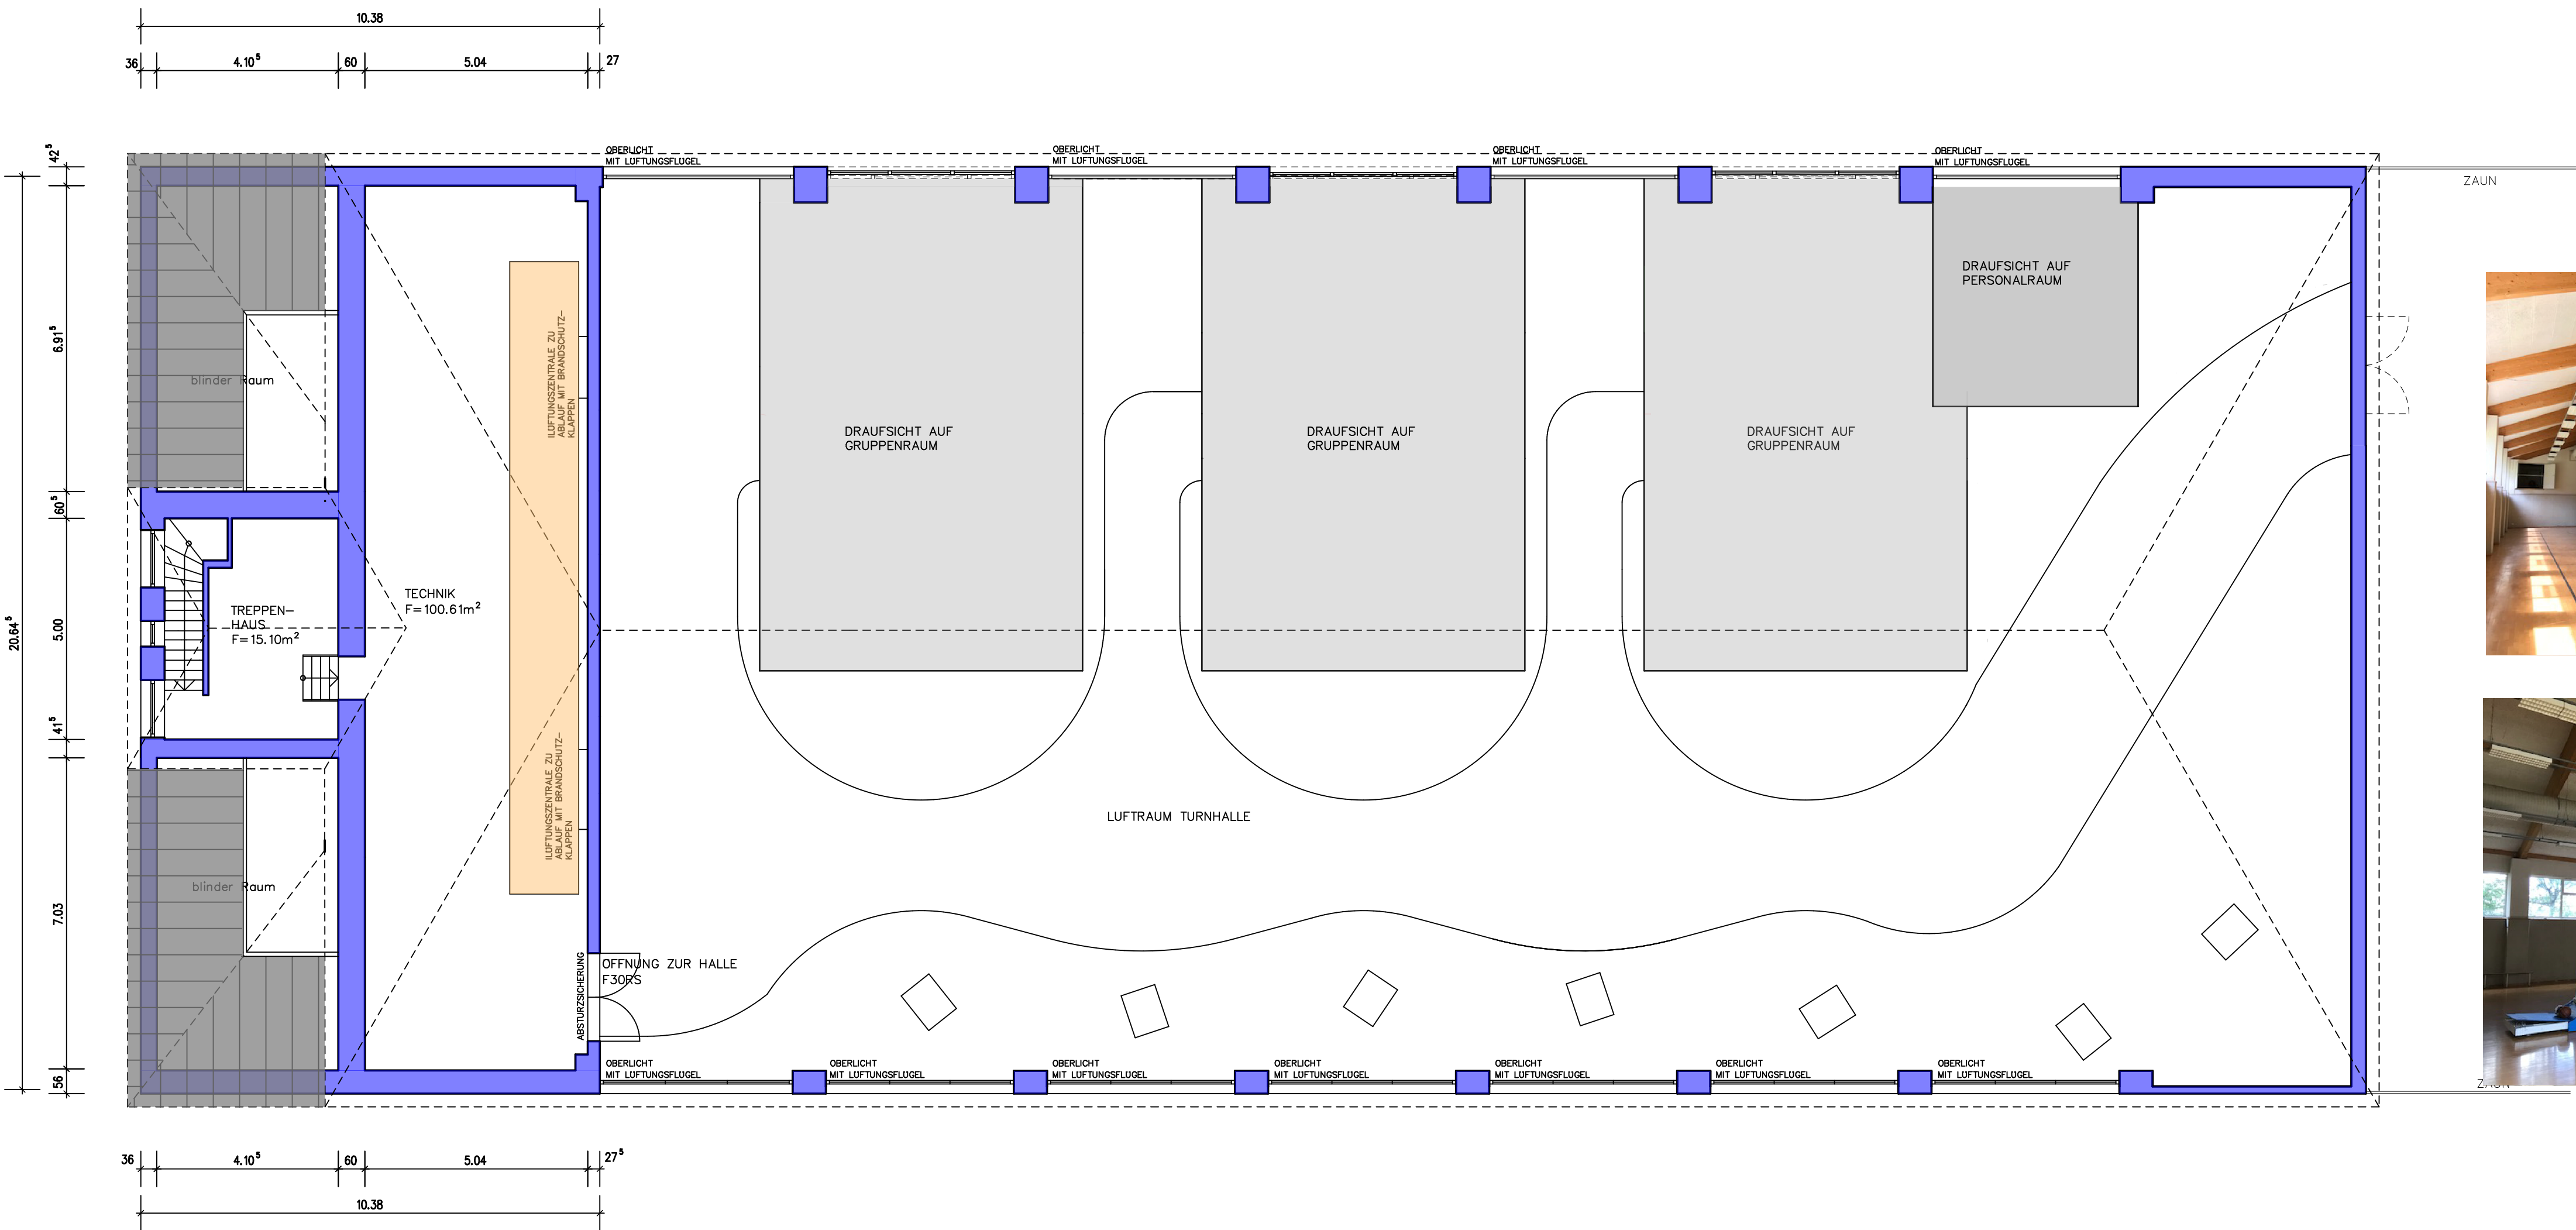 10.38
36
4.10⁵
60
5.04
27
OBERLICHT
MIT LÜFTUNGSFLÜGEL
OBERLICHT
MIT LÜFTUNGSFLÜGEL
OBERLICHT
MIT LÜFTUNGSFLÜGEL
OBERLICHT
MIT LÜFTUNGSFLÜGEL
ZAUN
42⁵
6.91⁵
60⁵
5.00
41⁵
7.03
56
20.64⁵
DRAUFSICHT AUF
PERSONALRAUM
blinder Raum
ILÜFTUNGSZENTRALE ZU
ABLAUF MIT BRANDSCHUTZ-
KLAPPEN
DRAUFSICHT AUF
GRUPPENRAUM
DRAUFSICHT AUF
GRUPPENRAUM
DRAUFSICHT AUF
GRUPPENRAUM
TECHNIK
F=100.61m²
TREPPEN-
HAUS
F=15.10m²
ILÜFTUNGSZENTRALE ZU
ABLAUF MIT BRANDSCHUTZ-
KLAPPEN
LUFTRAUM TURNHALLE
blinder Raum
ABSTURZSICHERUNG
ÖFFNUNG ZUR HALLE
F30RS
OBERLICHT
MIT LÜFTUNGSFLÜGEL
OBERLICHT
MIT LÜFTUNGSFLÜGEL
OBERLICHT
MIT LÜFTUNGSFLÜGEL
OBERLICHT
MIT LÜFTUNGSFLÜGEL
OBERLICHT
MIT LÜFTUNGSFLÜGEL
OBERLICHT
MIT LÜFTUNGSFLÜGEL
OBERLICHT
MIT LÜFTUNGSFLÜGEL
ZAUN
36
4.10⁵
60
5.04
27⁵
10.38